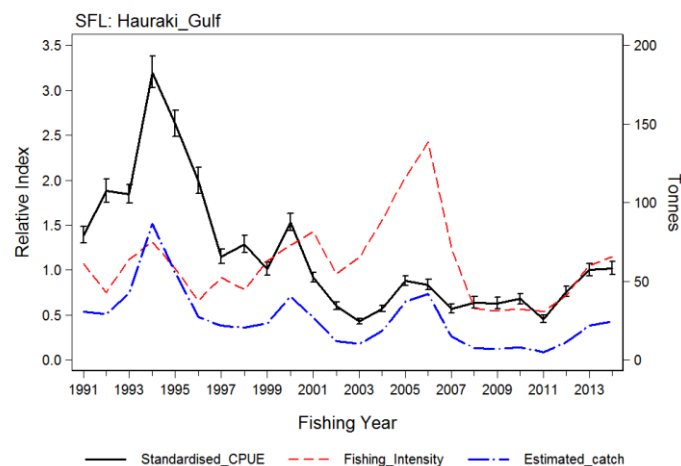 SFL: Hauraki_Gulf
3.5
3.0
2.5
2.0
1.5
1.0
0.5
0.0
Relative Index
200
150
100
50
0
Tonnes
1991 1993 1995 1997 1999 2001 2003 2005 2007 2009 2011 2013
Fishing Year
Standardised_CPUE Fishing_Intensity Estimated_catch